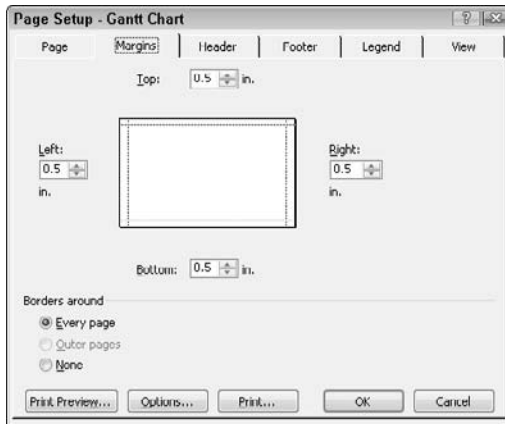 Page Setup - Gantt Chart
Page Margins Header Footer Legend View
Top: 0.5 in.
Left:
0.5
in.
Right:
0.5
in.
Bottom: 0.5 in.
Borders around
Every page
Outer pages
None
Print Preview... Options... Print... OK Cancel